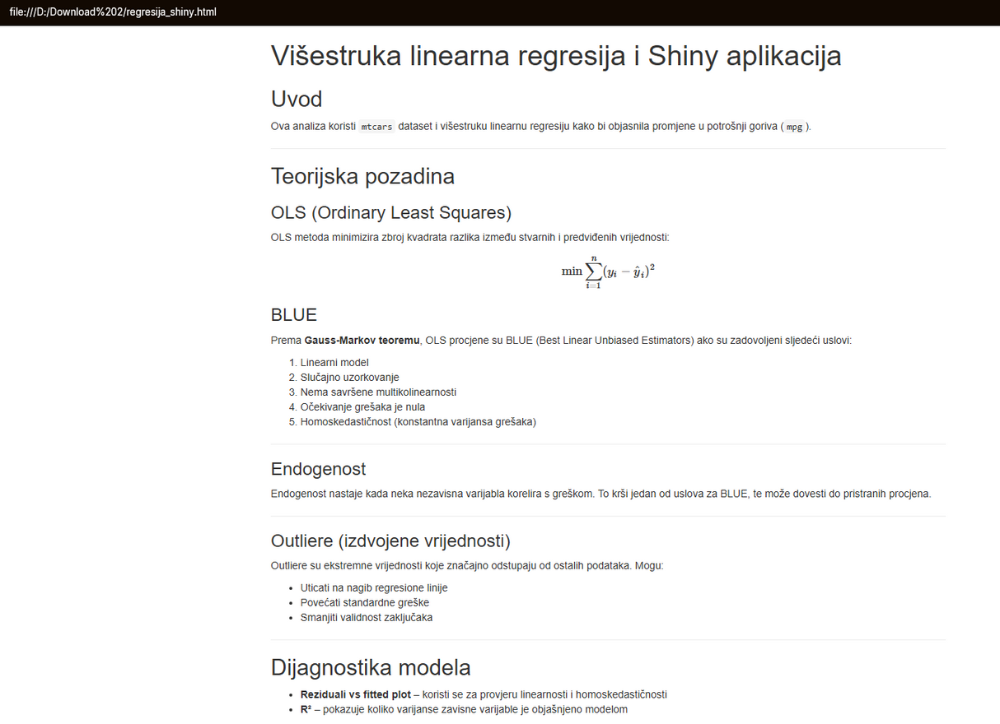 file:///D:/Download%202/regresija_shiny.html
Višestruka linearna regresija i Shiny aplikacija
Uvod
Ova analiza koristi mtcars dataset i višestruku linearnu regresiju kako bi objasnila promjene u potrošnji goriva ( mpg ).
Teorijska pozadina
OLS (Ordinary Least Squares)
OLS metoda minimizira zbroj kvadrata razlika između stvarnih i predviđenih vrijednosti:
min ∑_{i=1}^{n} (y_i − ŷ_i)^2
BLUE
Prema Gauss-Markov teoremu, OLS procjene su BLUE (Best Linear Unbiased Estimators) ako su zadovoljeni sljedeći uslovi:
1. Linearni model
2. Slučajno uzorkovanje
3. Nema savršene multikolinearnosti
4. Očekivanje grešaka je nula
5. Homoskedastičnost (konstantna varijansa grešaka)
Endogenost
Endogenost nastaje kada neka nezavisna varijabla korelira s greškom. To krši jedan od uslova za BLUE, te može dovesti do pristranih procjena.
Outliere (izdvojene vrijednosti)
Outliere su ekstremne vrijednosti koje značajno odstupaju od ostalih podataka. Mogu:
• Uticati na nagib regresione linije
• Povećati standardne greške
• Smanjiti validnost zaključaka
Dijagnostika modela
• Reziduali vs fitted plot – koristi se za provjeru linearnosti i homoskedastičnosti
• R² – pokazuje koliko varijanse zavisne varijable je objašnjeno modelom